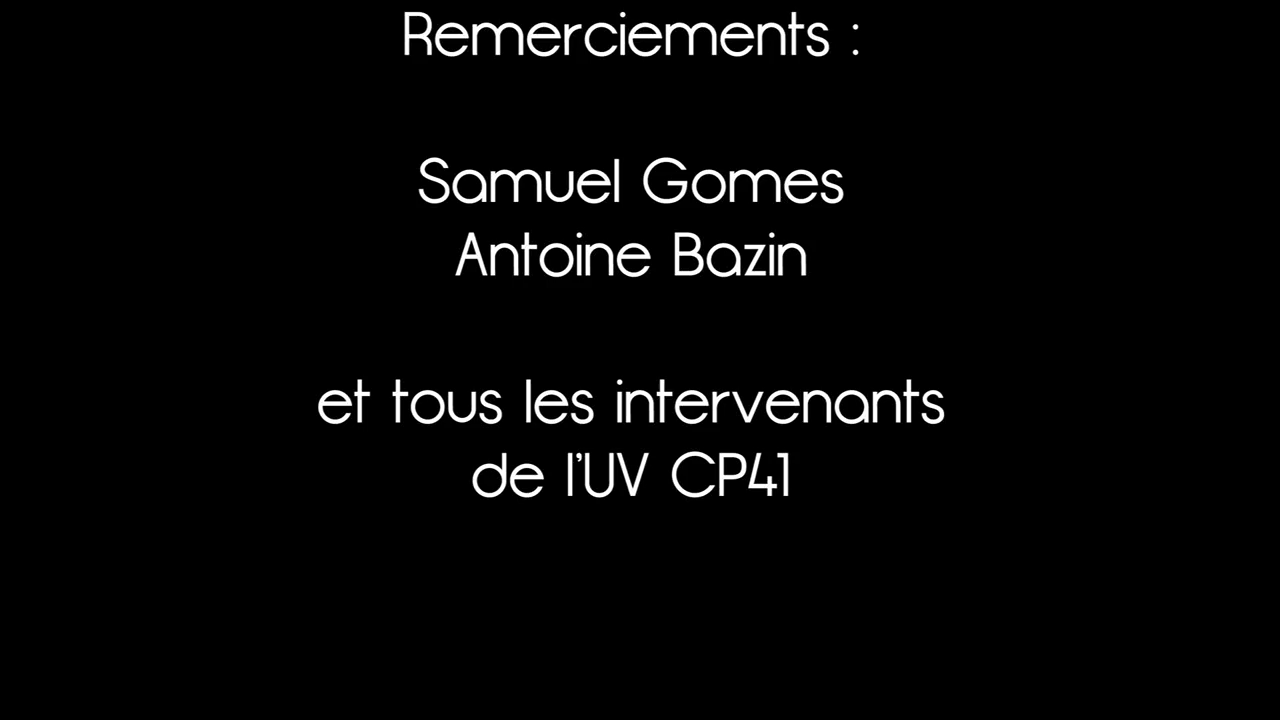 Remerciements :
Samuel Gomes
Antoine Bazin
et tous les intervenants
de l'UV CP41